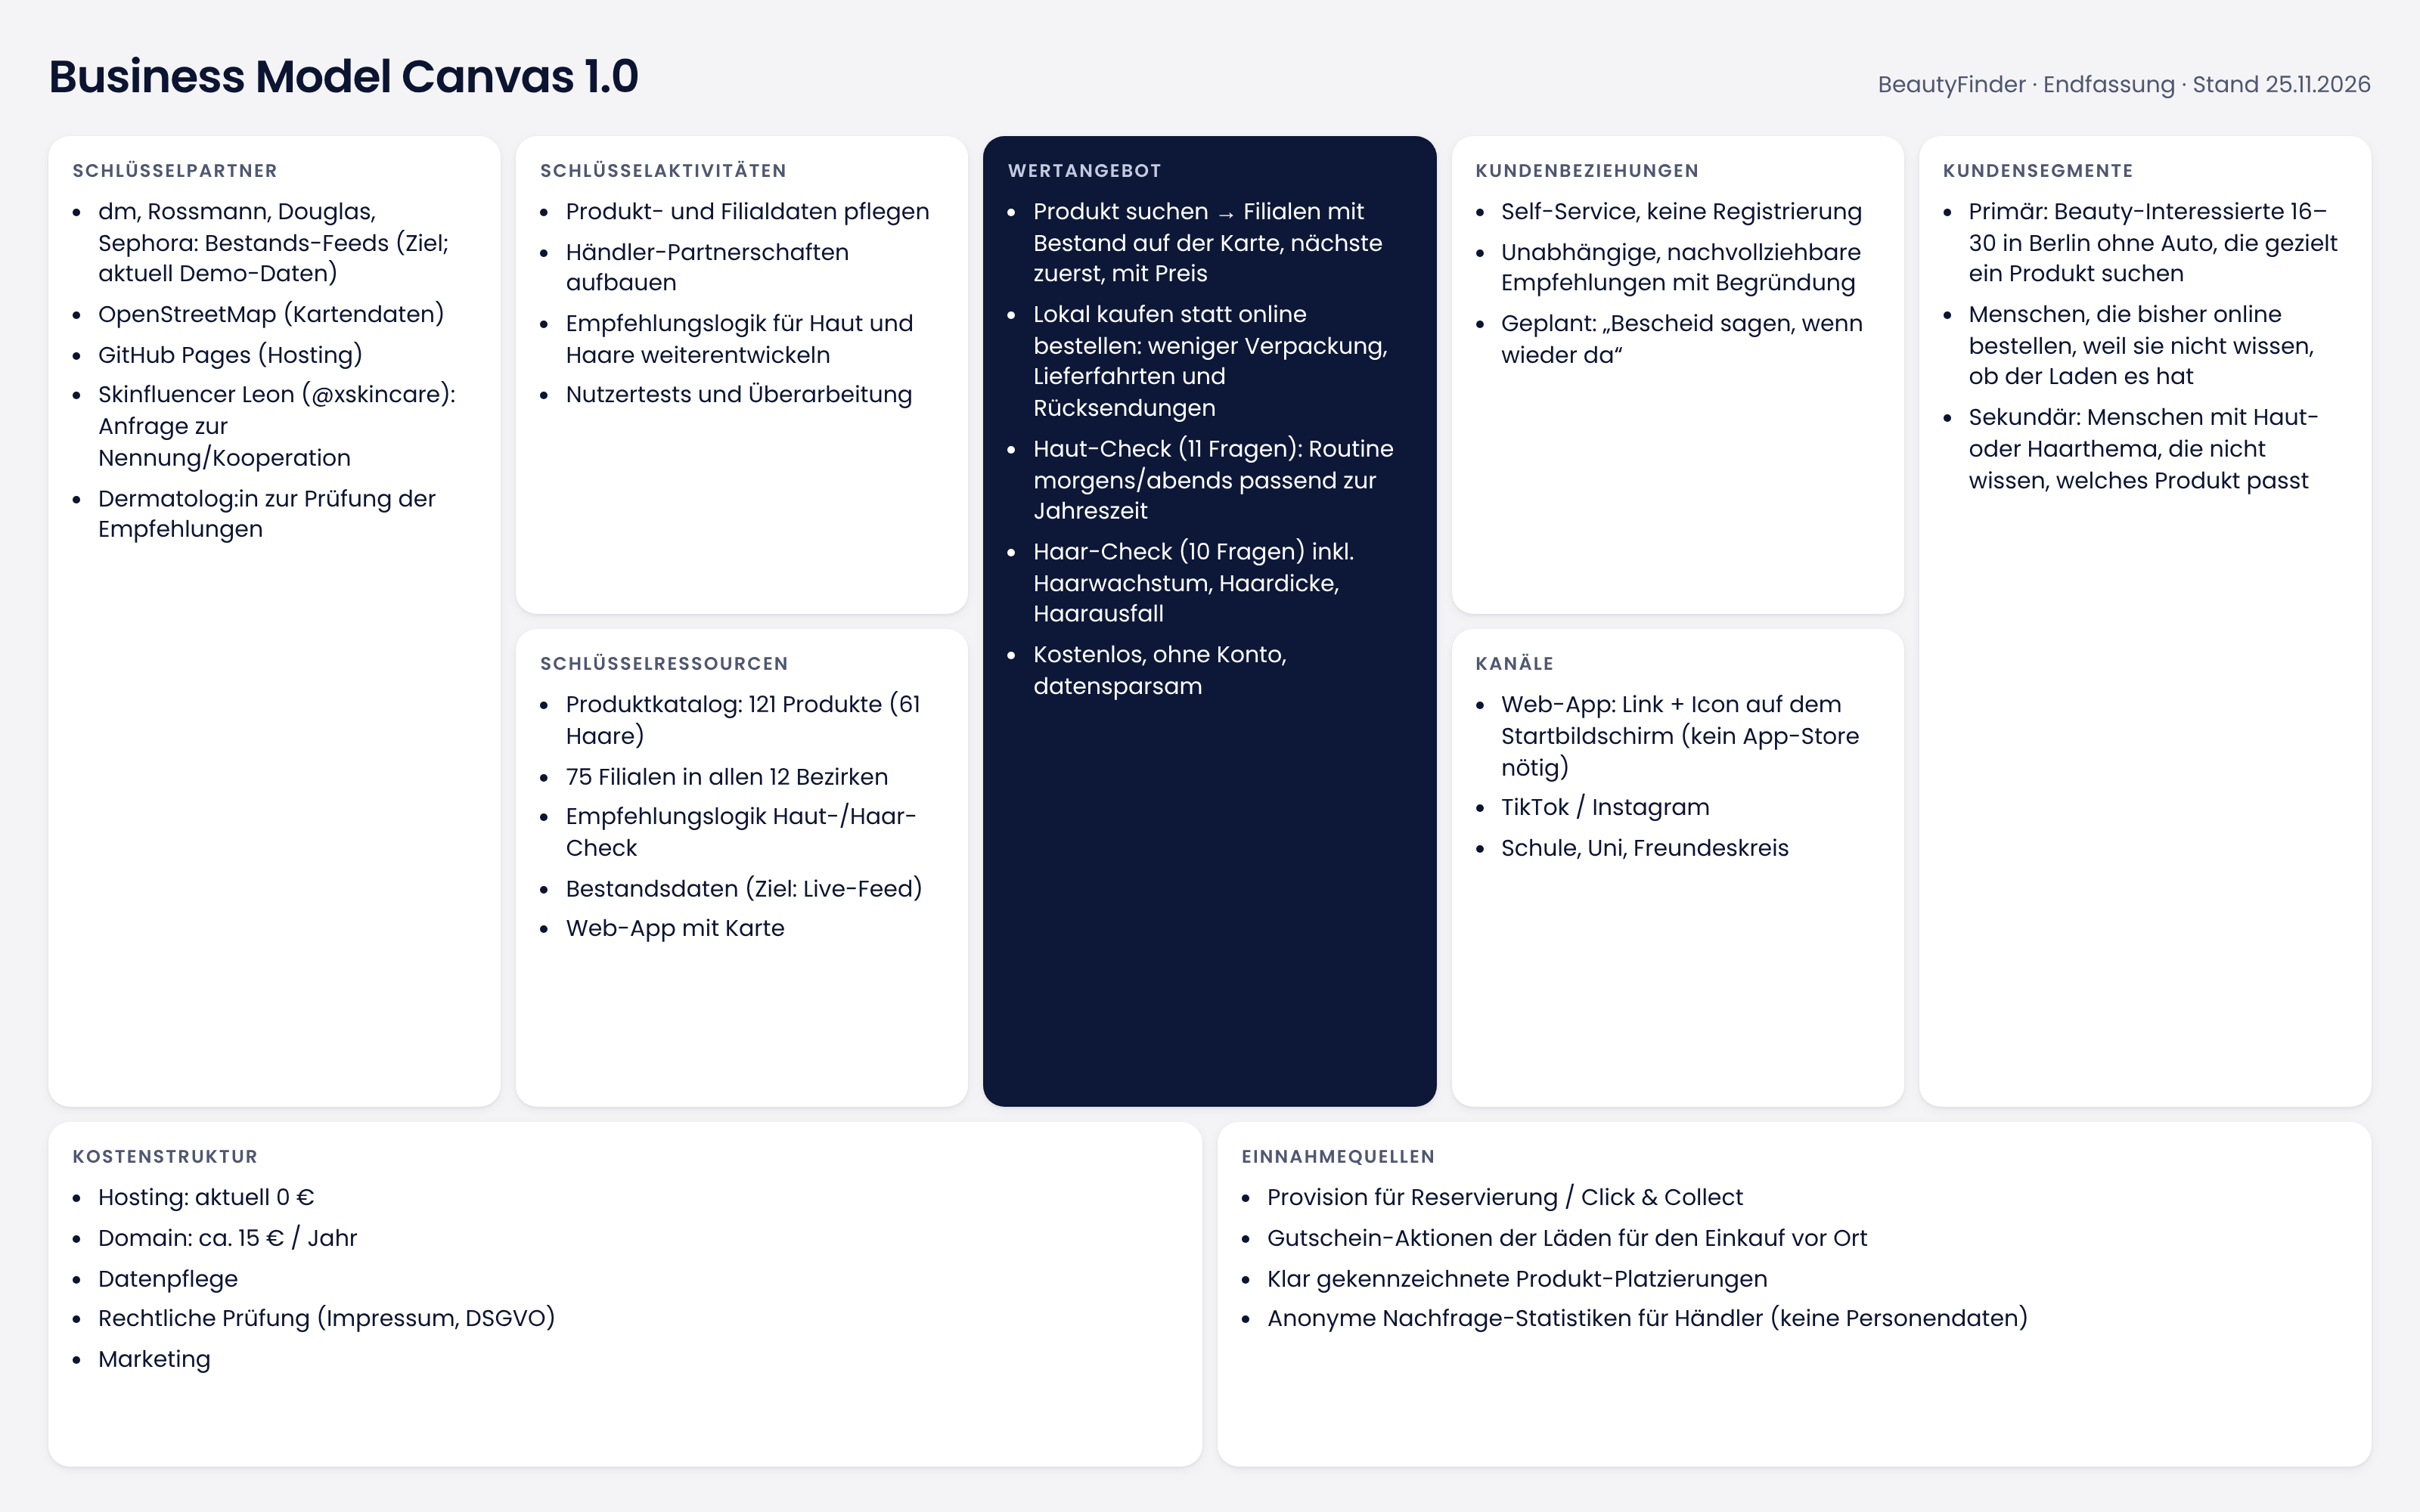 Business Model Canvas 1.0
BeautyFinder · Endfassung · Stand 25.11.2026
SCHLÜSSELPARTNER
• dm, Rossmann, Douglas,
Sephora: Bestands-Feeds (Ziel;
aktuell Demo-Daten)
• OpenStreetMap (Kartendaten)
• GitHub Pages (Hosting)
• Skinfluencer Leon (@xskincare):
Anfrage zur
Nennung/Kooperation
• Dermatolog:in zur Prüfung der
Empfehlungen
SCHLÜSSELAKTIVITÄTEN
• Produkt- und Filialdaten pflegen
• Händler-Partnerschaften
aufbauen
• Empfehlungslogik für Haut und
Haare weiterentwickeln
• Nutzertests und Überarbeitung
SCHLÜSSELRESSOURCEN
• Produktkatalog: 121 Produkte (61
Haare)
• 75 Filialen in allen 12 Bezirken
• Empfehlungslogik Haut-/Haar-
Check
• Bestandsdaten (Ziel: Live-Feed)
• Web-App mit Karte
WERTANGEBOT
• Produkt suchen → Filialen mit
Bestand auf der Karte, nächste
zuerst, mit Preis
• Lokal kaufen statt online
bestellen: weniger Verpackung,
Lieferfahrten und
Rücksendungen
• Haut-Check (11 Fragen): Routine
morgens/abends passend zur
Jahreszeit
• Haar-Check (10 Fragen) inkl.
Haarwachstum, Haardicke,
Haarausfall
• Kostenlos, ohne Konto,
datensparsam
KUNDENBEZIEHUNGEN
• Self-Service, keine Registrierung
• Unabhängige, nachvollziehbare
Empfehlungen mit Begründung
• Geplant: „Bescheid sagen, wenn
wieder da“
KANÄLE
• Web-App: Link + Icon auf dem
Startbildschirm (kein App-Store
nötig)
• TikTok / Instagram
• Schule, Uni, Freundeskreis
KUNDENSEGMENTE
• Primär: Beauty-Interessierte 16–
30 in Berlin ohne Auto, die gezielt
ein Produkt suchen
• Menschen, die bisher online
bestellen, weil sie nicht wissen,
ob der Laden es hat
• Sekundär: Menschen mit Haut-
oder Haarthema, die nicht
wissen, welches Produkt passt
KOSTENSTRUKTUR
• Hosting: aktuell 0 €
• Domain: ca. 15 € / Jahr
• Datenpflege
• Rechtliche Prüfung (Impressum, DSGVO)
• Marketing
EINNAHMEQUELLEN
• Provision für Reservierung / Click & Collect
• Gutschein-Aktionen der Läden für den Einkauf vor Ort
• Klar gekennzeichnete Produkt-Platzierungen
• Anonyme Nachfrage-Statistiken für Händler (keine Personendaten)